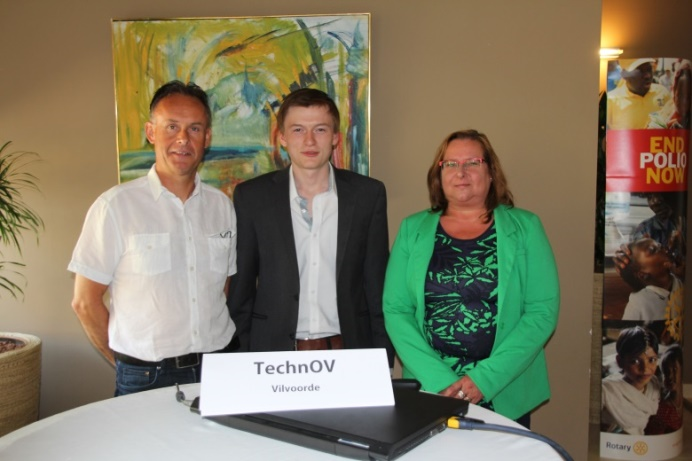 TechnOV
Vilvoorde
END
POLIO
NOW
Rotary